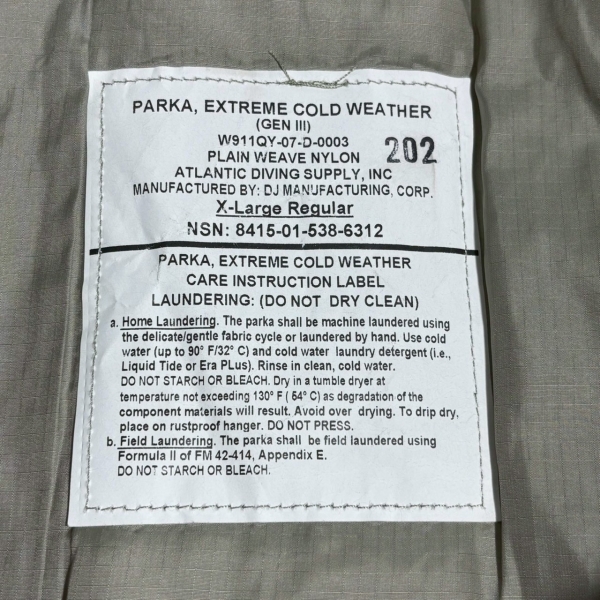 PARKA, EXTREME COLD WEATHER
(GEN III)
W911QY-07-D-0003
PLAIN WEAVE NYLON
202
ATLANTIC DIVING SUPPLY, INC
MANUFACTURED BY: DJ MANUFACTURING, CORP.
X-Large Regular
NSN: 8415-01-538-6312
PARKA, EXTREME COLD WEATHER
CARE INSTRUCTION LABEL
LAUNDERING: (DO NOT DRY CLEAN)
a. Home Laundering. The parka shall be machine laundered using
the delicate/gentle fabric cycle or laundered by hand. Use cold
water (up to 90° F/32° C) and cold water laundry detergent (i.e.,
Liquid Tide or Era Plus). Rinse in clean, cold water.
DO NOT STARCH OR BLEACH. Dry in a tumble dryer at
temperature not exceeding 130° F ( 54° C) as degradation of the
component materials will result. Avoid over drying. To drip dry,
place on rustproof hanger. DO NOT PRESS.
b. Field Laundering. The parka shall be field laundered using
Formula II of FM 42-414, Appendix E.
DO NOT STARCH OR BLEACH.